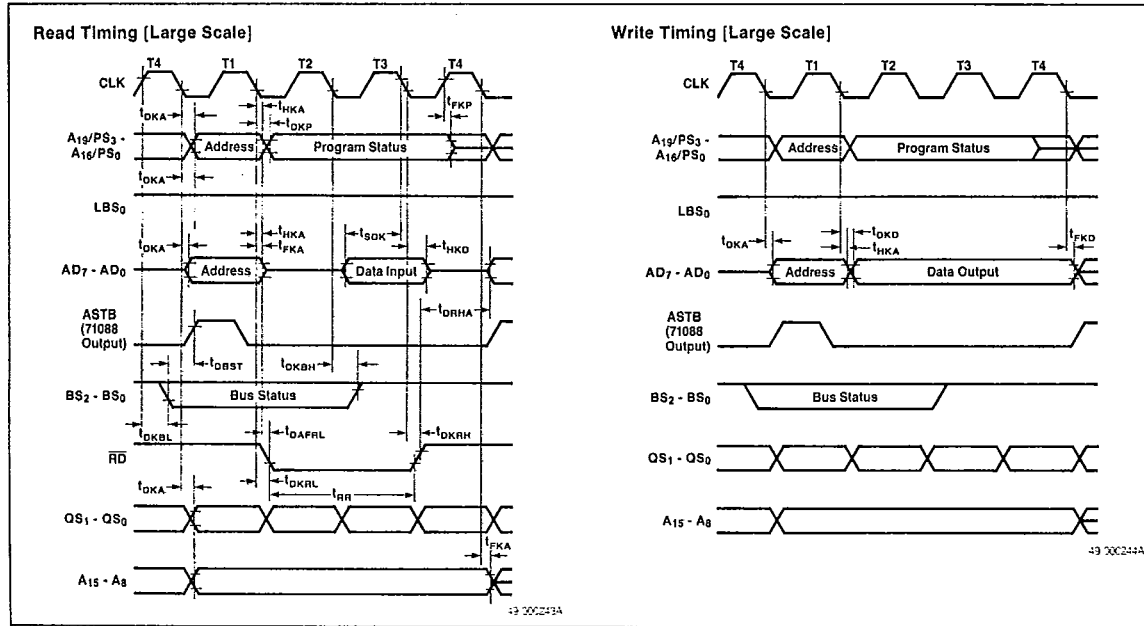 Read Timing [Large Scale]
CLK
T4
T1
T2
T3
T4
tDKA
tHKA
tDKP
tFKP
A19/PS3 -
A16/PS0
Address
Program Status
tDKA
LBS0
tDKA
tHKA
tFKA
tSDK
tHKD
AD7 - AD0
Address
Data Input
tDRHA
ASTB
(71088
Output)
tDBST
tDKBH
BS2 - BS0
Bus Status
tDKBL
tDAFRL
tDKRH
RD
tDKA
tDKRL
tRR
QS1 - QS0
tFKA
A15 - A8
49-000243A
Write Timing [Large Scale]
CLK
T4
T1
T2
T3
T4
A19/PS3 -
A16/PS0
Address
Program Status
LBS0
tDKA
tDKD
tHKA
tFKD
AD7 - AD0
Address
Data Output
ASTB
(71088
Output)
BS2 - BS0
Bus Status
QS1 - QS0
A15 - A8
49-000244A